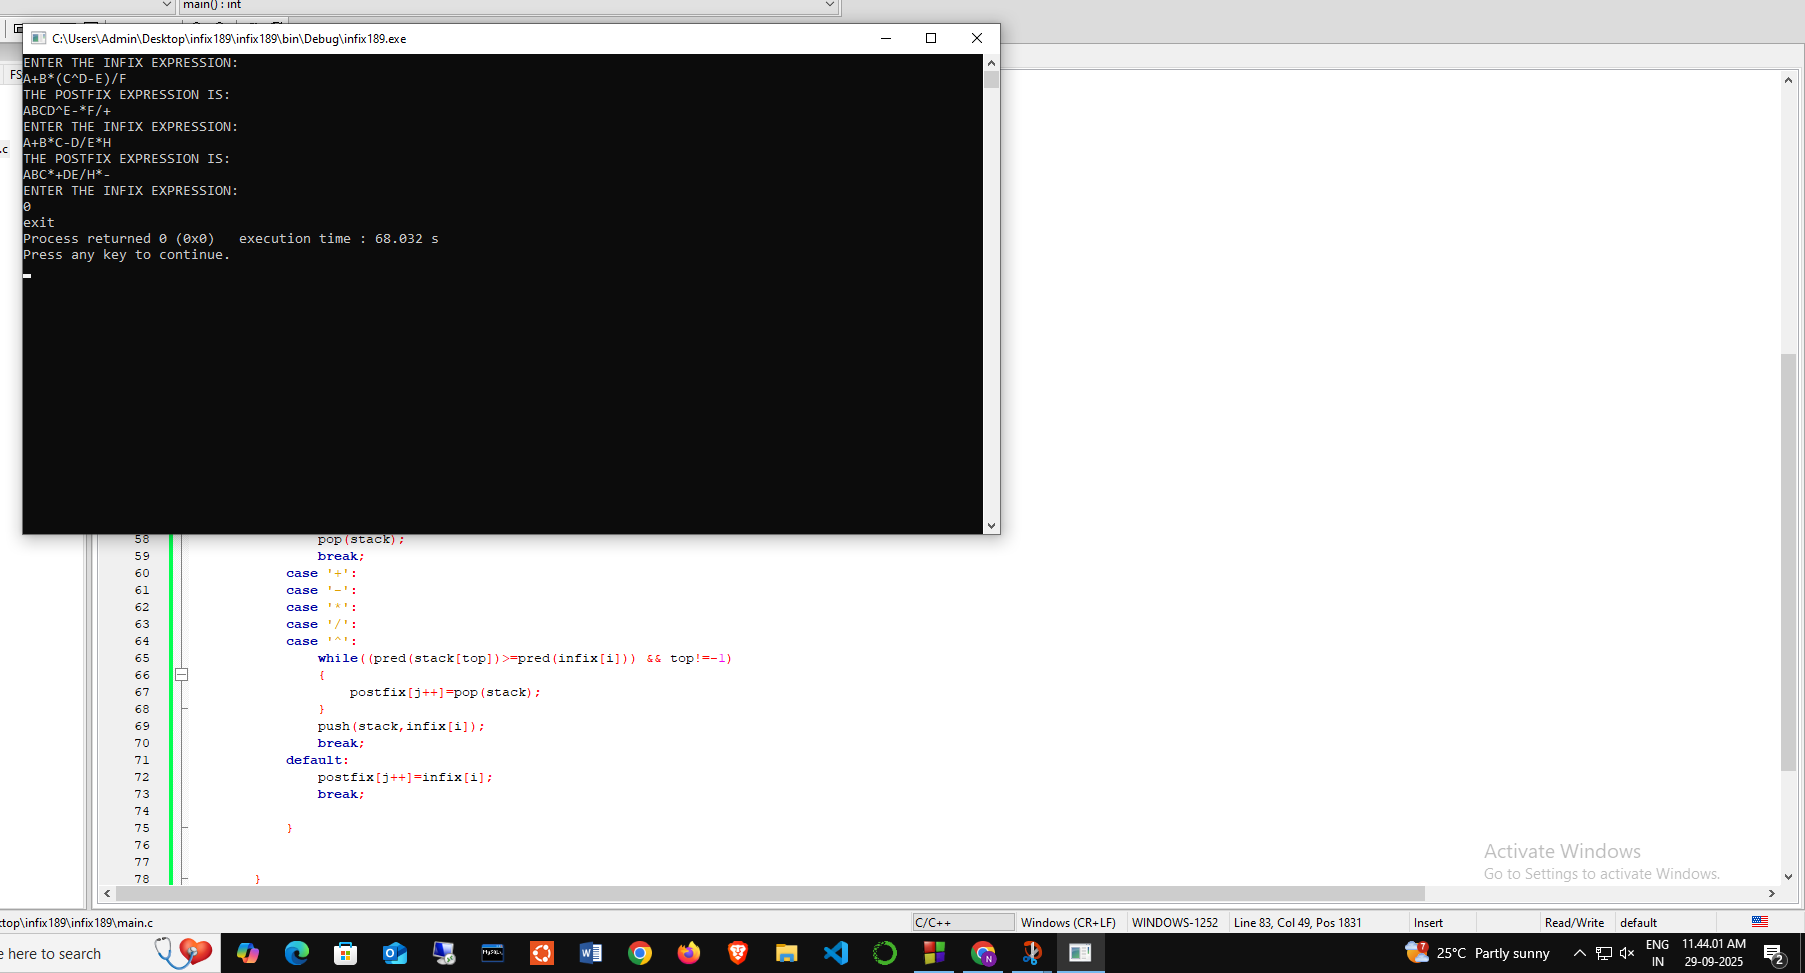 main() : int
C:\Users\Admin\Desktop\infix189\infix189\bin\Debug\infix189.exe
FS
.c
ENTER THE INFIX EXPRESSION:
A+B*(C^D-E)/F
THE POSTFIX EXPRESSION IS:
ABCD^E-*F/+
ENTER THE INFIX EXPRESSION:
A+B*C-D/E*H
THE POSTFIX EXPRESSION IS:
ABC*+DE/H*-
ENTER THE INFIX EXPRESSION:
0
exit
Process returned 0 (0x0)   execution time : 68.032 s
Press any key to continue.
58 pop(stack);
59 break;
60 case '+':
61 case '-':
62 case '*':
63 case '/':
64 case '^':
65 while((pred(stack[top])>=pred(infix[i])) && top!=-1)
66 {
67 postfix[j++]=pop(stack);
68 }
69 push(stack,infix[i]);
70 break;
71 default:
72 postfix[j++]=infix[i];
73 break;
74
75 }
76
77
78 }
Activate Windows
Go to Settings to activate Windows.
ktop\infix189\infix189\main.c C/C++ Windows (CR+LF) WINDOWS-1252 Line 83, Col 49, Pos 1831 Insert Read/Write default
e here to search 25°C Partly sunny ENG 11.44.01 AM
IN 29-09-2025 2